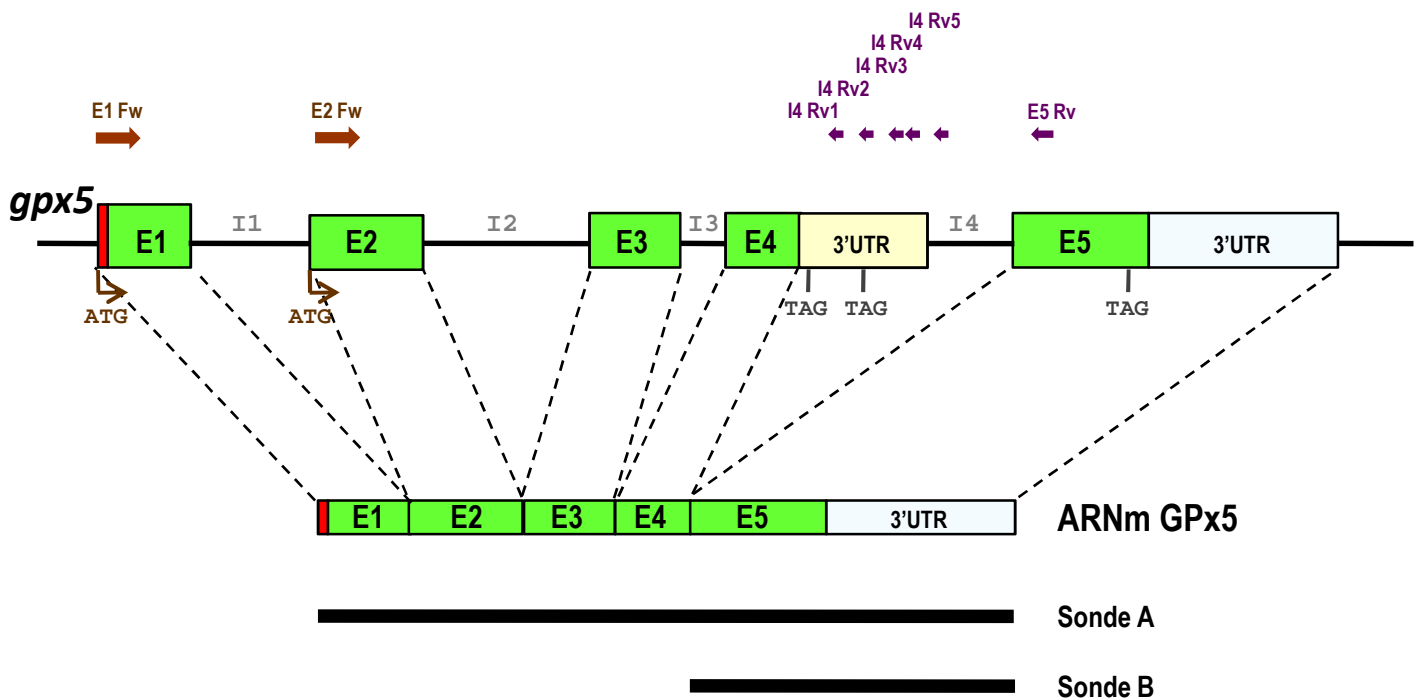 I4 Rv5
I4 Rv4
I4 Rv3
I4 Rv2
I4 Rv1
E1 Fw
E2 Fw
E5 Rv
gpx5
E1
I1
E2
I2
E3
I3
E4
3'UTR
I4
E5
3'UTR
ATG
ATG
TAG
TAG
TAG
E1
E2
E3
E4
E5
3'UTR
ARNm GPx5
Sonde A
Sonde B